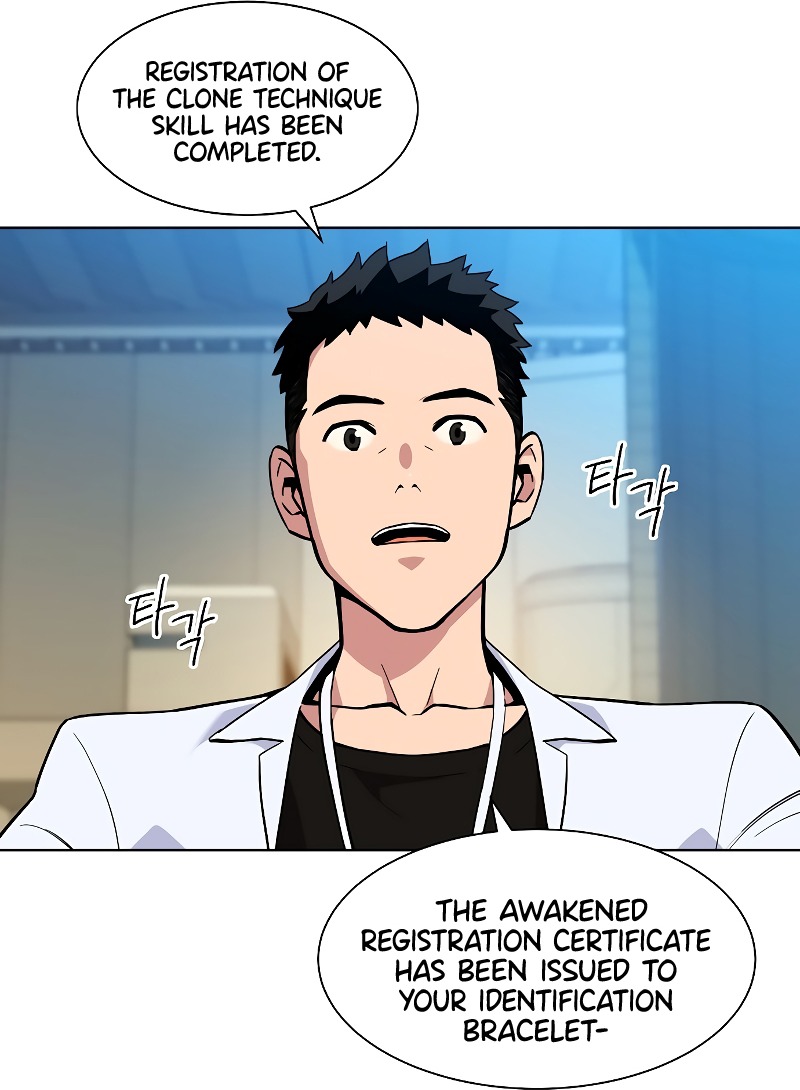 REGISTRATION OF
THE CLONE TECHNIQUE
SKILL HAS BEEN
COMPLETED.
타각
타각
THE AWAKENED
REGISTRATION CERTIFICATE
HAS BEEN ISSUED TO
YOUR IDENTIFICATION
BRACELET-